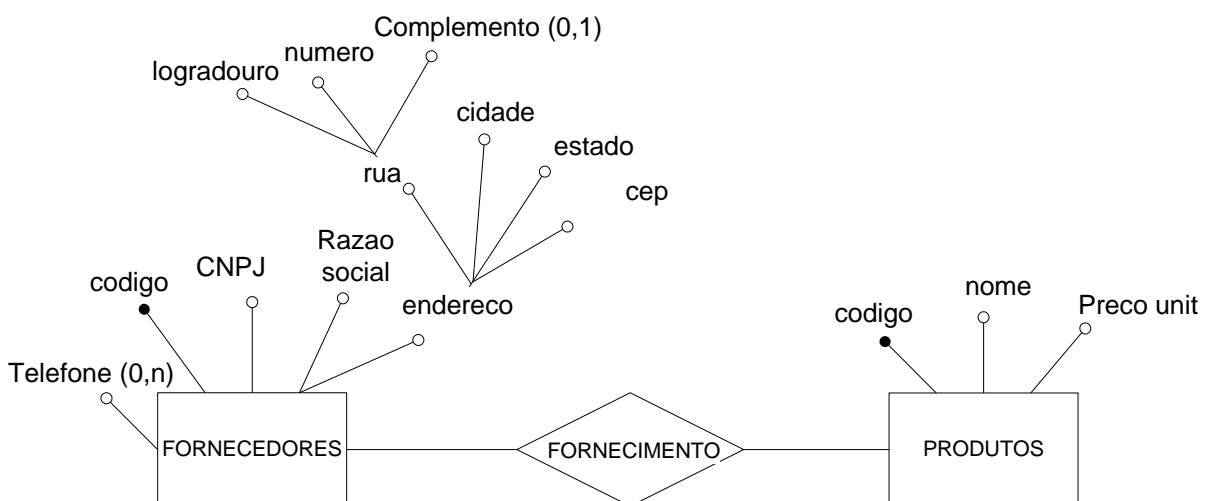 Complemento (0,1)
numero
logradouro
cidade
estado
rua
cep
Razao
social
CNPJ
codigo
endereco
nome
codigo
Preco unit
Telefone (0,n)
FORNECEDORES
FORNECIMENTO
PRODUTOS